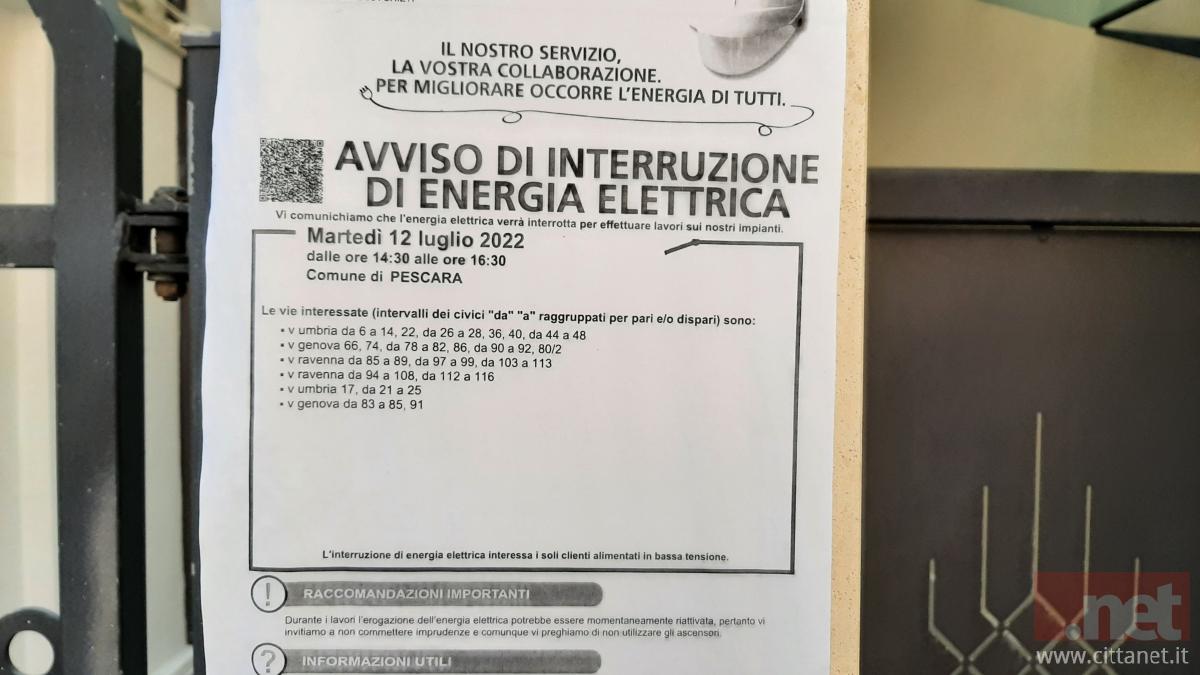 IL NOSTRO SERVIZIO,
LA VOSTRA COLLABORAZIONE.
PER MIGLIORARE OCCORRE L'ENERGIA DI TUTTI.
AVVISO DI INTERRUZIONE
DI ENERGIA ELETTRICA
Vi comunichiamo che l'energia elettrica verrà interrotta per effettuare lavori sui nostri impianti.
Martedì 12 luglio 2022
dalle ore 14:30 alle ore 16:30
Comune di PESCARA
Le vie interessate (intervalli dei civici "da" "a" raggruppati per pari e/o dispari) sono:
• v umbria da 6 a 14, 22, da 26 a 28, 36, 40, da 44 a 48
• v genova 66, 74, da 78 a 82, 86, da 90 a 92, 80/2
• v ravenna da 85 a 89, da 97 a 99, da 103 a 113
• v ravenna da 94 a 108, da 112 a 116
• v umbria 17, da 21 a 25
• v genova da 83 a 85, 91
L'interruzione di energia elettrica interessa i soli clienti alimentati in bassa tensione.
! RACCOMANDAZIONI IMPORTANTI
Durante i lavori l'erogazione dell'energia elettrica potrebbe essere momentaneamente riattivata, pertanto vi
invitiamo a non commettere imprudenze e comunque vi preghiamo di non utilizzare gli ascensori.
? INFORMAZIONI UTILI
.net
www.cittanet.it